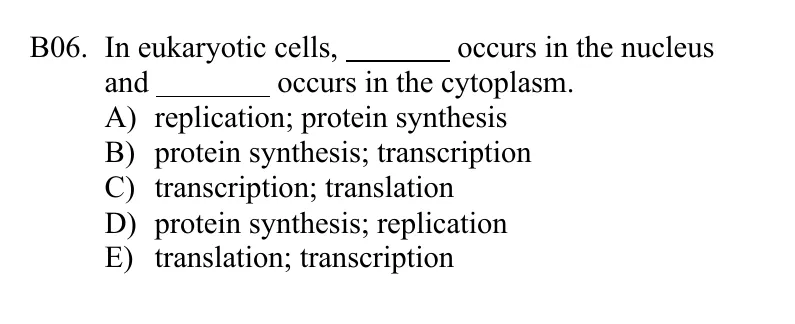 B06. In eukaryotic cells, ________ occurs in the nucleus
and ________ occurs in the cytoplasm.
A) replication; protein synthesis
B) protein synthesis; transcription
C) transcription; translation
D) protein synthesis; replication
E) translation; transcription